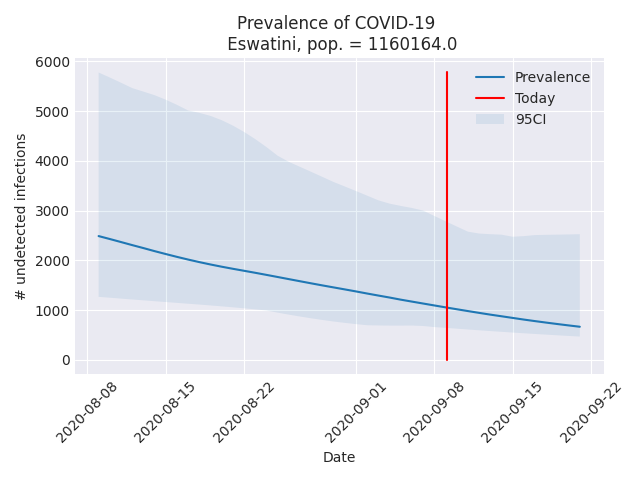 Prevalence of COVID-19
Eswatini, pop. = 1160164.0
Prevalence
Today
95CI
6000
5000
4000
3000
2000
1000
0
# undetected infections
2020-08-08
2020-08-15
2020-08-22
2020-09-01
2020-09-08
2020-09-15
2020-09-22
Date